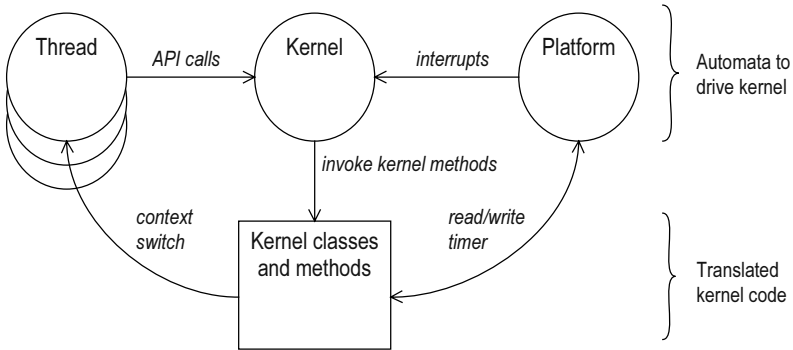 Thread
API calls
Kernel
interrupts
Platform
Automata to
drive kernel
invoke kernel methods
context
switch
Kernel classes
and methods
read/write
timer
Translated
kernel code